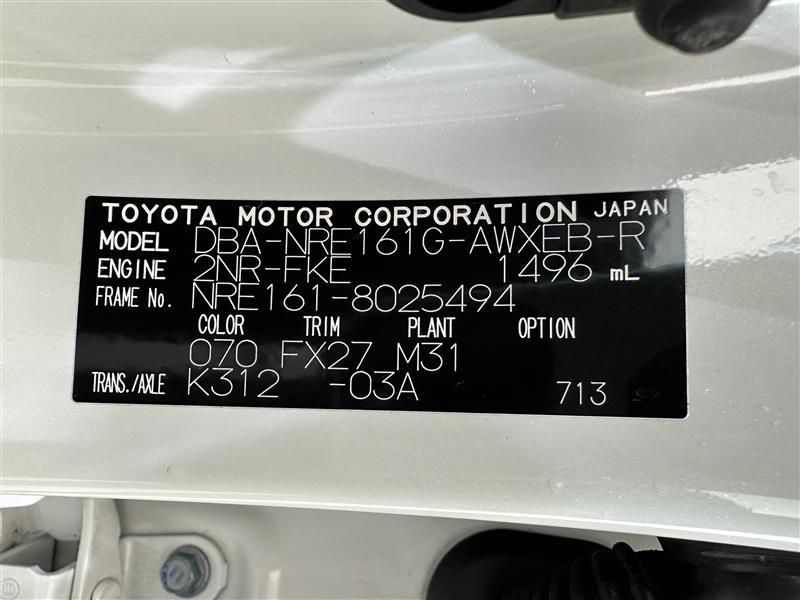 TOYOTA MOTOR CORPORATION JAPAN
MODEL DBA-NRE161G-AWXEB-R
ENGINE 2NR-FKE 1496 mL
FRAME No. NRE161-8025494
COLOR TRIM PLANT OPTION
070 FX27 M31
TRANS./AXLE K312 -03A 713